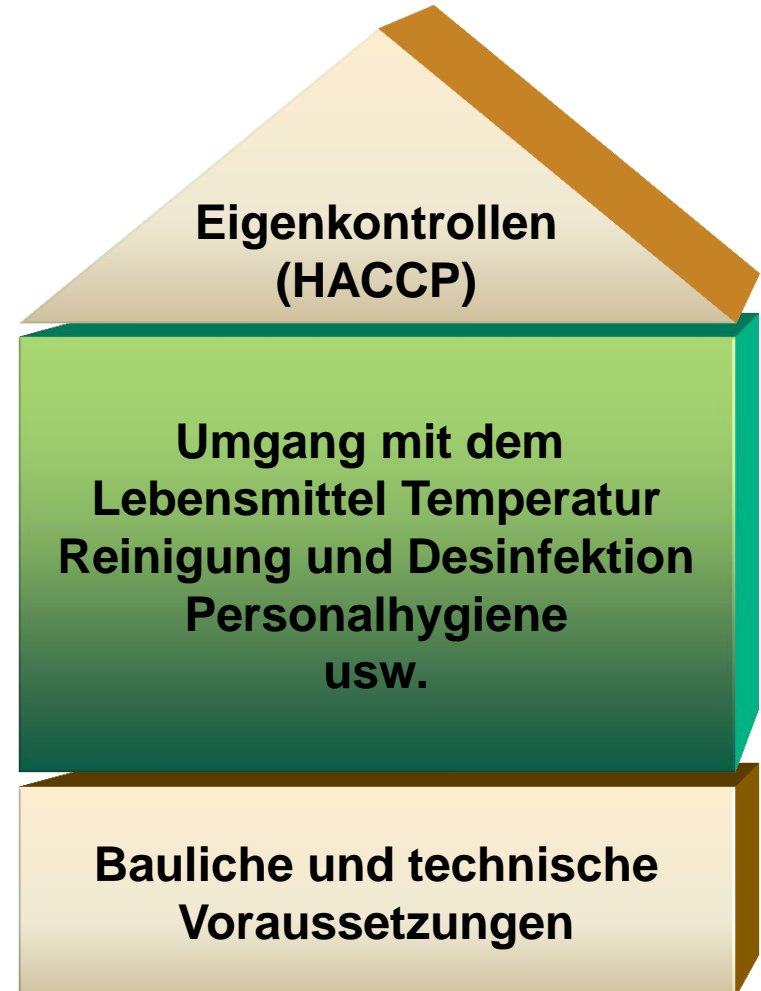 Eigenkontrollen
(HACCP)
Umgang mit dem
Lebensmittel Temperatur
Reinigung und Desinfektion
Personalhygiene
usw.
Bauliche und technische
Voraussetzungen